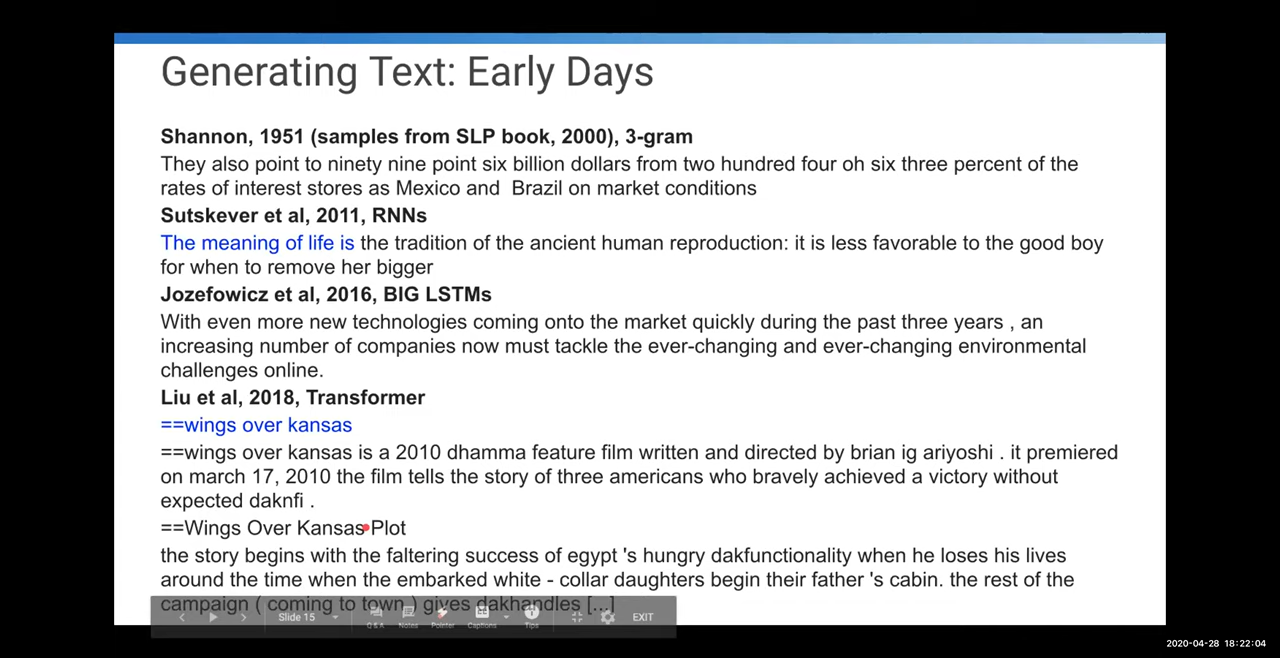 Generating Text: Early Days
Shannon, 1951 (samples from SLP book, 2000), 3-gram
They also point to ninety nine point six billion dollars from two hundred four oh six three percent of the
rates of interest stores as Mexico and  Brazil on market conditions
Sutskever et al, 2011, RNNs
The meaning of life is the tradition of the ancient human reproduction: it is less favorable to the good boy
for when to remove her bigger
Jozefowicz et al, 2016, BIG LSTMs
With even more new technologies coming onto the market quickly during the past three years , an
increasing number of companies now must tackle the ever-changing and ever-changing environmental
challenges online.
Liu et al, 2018, Transformer
==wings over kansas
==wings over kansas is a 2010 dhamma feature film written and directed by brian ig ariyoshi . it premiered
on march 17, 2010 the film tells the story of three americans who bravely achieved a victory without
expected daknfi .
==Wings Over Kansas Plot
the story begins with the faltering success of egypt 's hungry dakfunctionality when he loses his lives
around the time when the embarked white - collar daughters begin their father 's cabin. the rest of the
campaign ( coming to town ) gives dakhandles [...]
Slide 15 Q & A Notes Pointer Captions Tips EXIT
2020-04-28 18:22:04